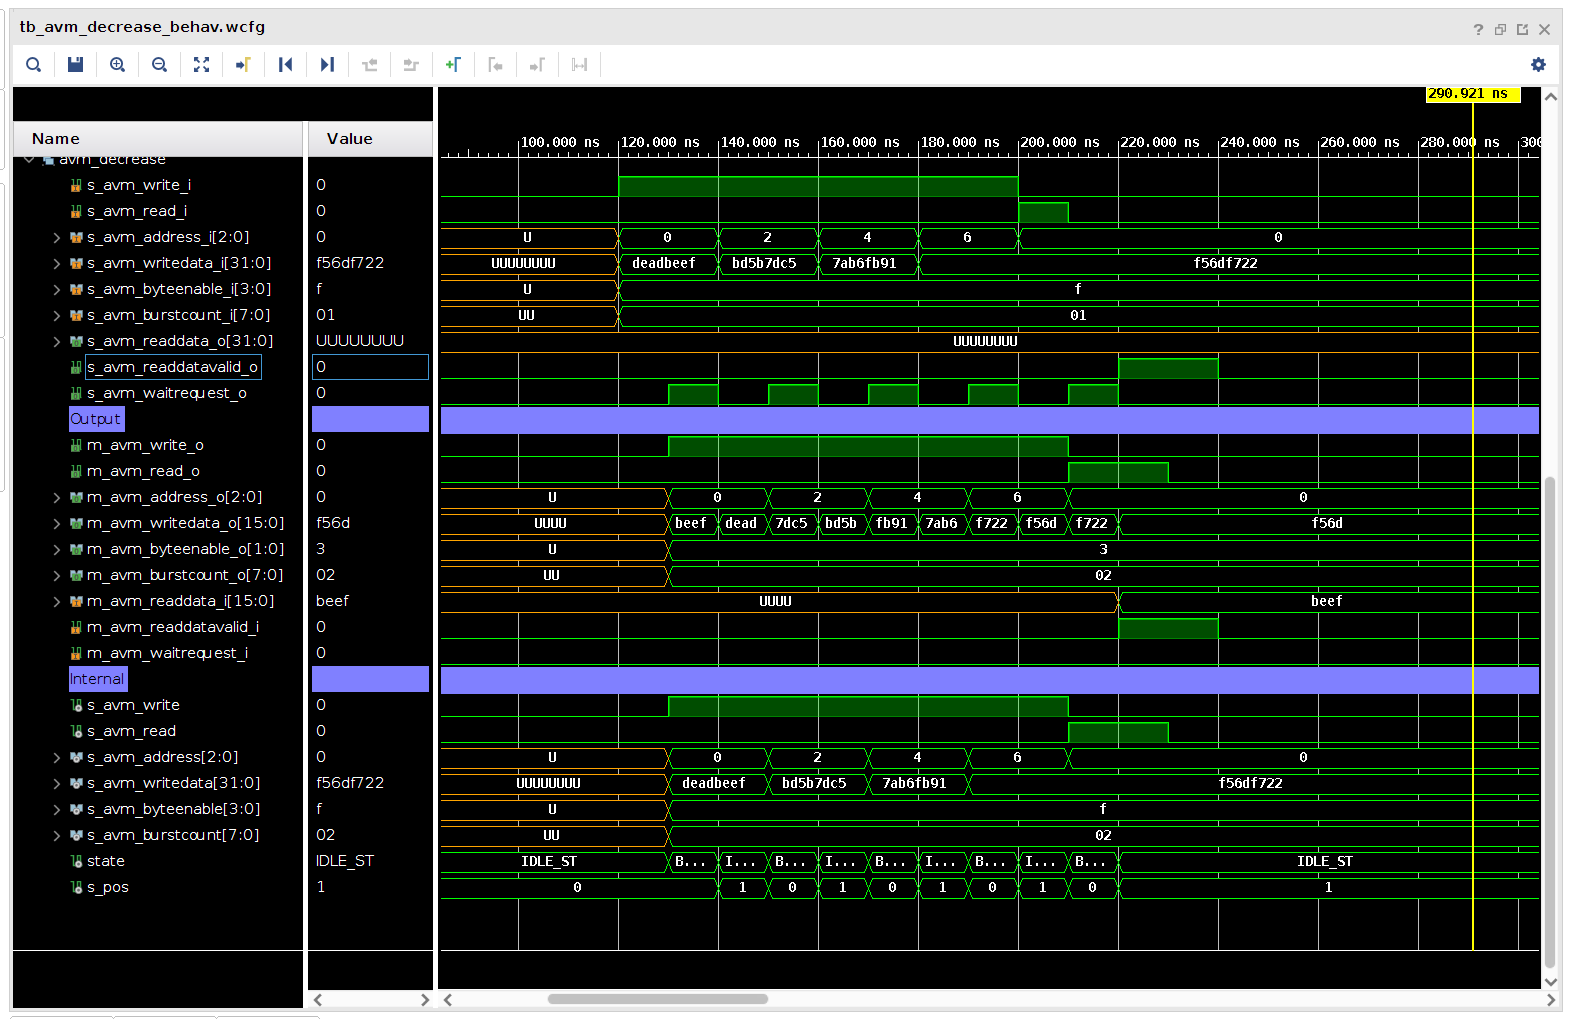 tb_avm_decrease_behav.wcfg
?
290.921 ns
Name Value
100.000 ns 120.000 ns 140.000 ns 160.000 ns 180.000 ns 200.000 ns 220.000 ns 240.000 ns 260.000 ns 280.000 ns 300
avm_decrease
s_avm_write_i 0
s_avm_read_i 0
s_avm_address_i[2:0] 0 U 0 2 4 6 0
s_avm_writedata_i[31:0] f56df722 UUUUUUUU deadbeef bd5b7dc5 7ab6fb91 f56df722
s_avm_byteenable_i[3:0] f U f
s_avm_burstcount_i[7:0] 01 UU 01
s_avm_readdata_o[31:0] UUUUUUUU UUUUUUUU
s_avm_readdatavalid_o 0
s_avm_waitrequest_o 0
Output
m_avm_write_o 0
m_avm_read_o 0
m_avm_address_o[2:0] 0 U 0 2 4 6 0
m_avm_writedata_o[15:0] f56d UUUU beef dead 7dc5 bd5b fb91 7ab6 f722 f56d f722 f56d
m_avm_byteenable_o[1:0] 3 U 3
m_avm_burstcount_o[7:0] 02 UU 02
m_avm_readdata_i[15:0] beef UUUU beef
m_avm_readdatavalid_i 0
m_avm_waitrequest_i 0
Internal
s_avm_write 0
s_avm_read 0
s_avm_address[2:0] 0 U 0 2 4 6 0
s_avm_writedata[31:0] f56df722 UUUUUUUU deadbeef bd5b7dc5 7ab6fb91 f56df722
s_avm_byteenable[3:0] f U f
s_avm_burstcount[7:0] 02 UU 02
state IDLE_ST IDLE_ST B... I... B... I... B... I... B... I... B... IDLE_ST
s_pos 1 0 1 0 1 0 1 0 1 0 1